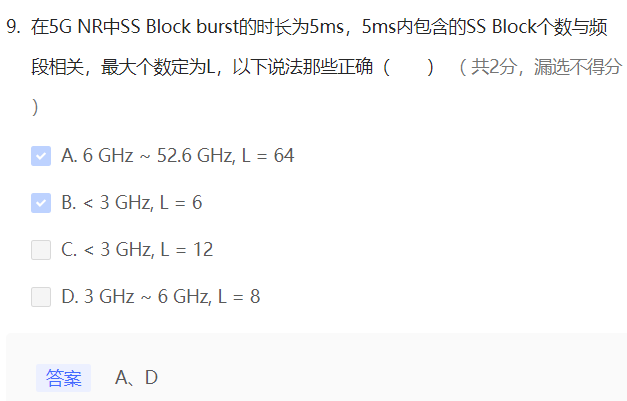 9. 在5G NR中SS Block burst的时长为5ms，5ms内包含的SS Block个数与频
段相关，最大个数定为L，以下说法那些正确（　　）（ 共2分，漏选不得分
）
A. 6 GHz ~ 52.6 GHz, L = 64
B. < 3 GHz, L = 6
C. < 3 GHz, L = 12
D. 3 GHz ~ 6 GHz, L = 8
答案 A、D